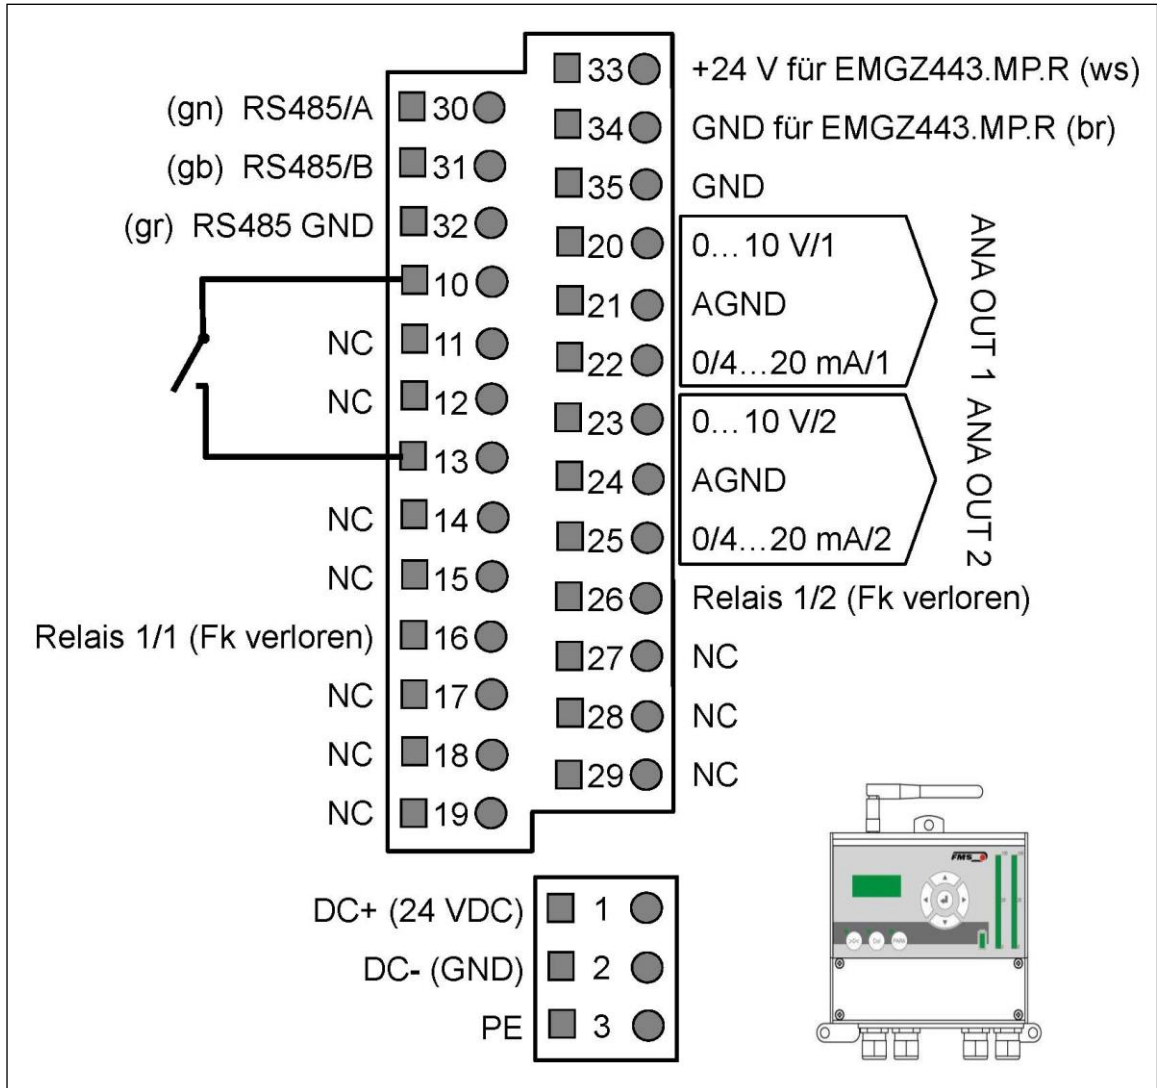 33 +24 V für EMGZ443.MP.R (ws)
(gn) RS485/A 30
34 GND für EMGZ443.MP.R (br)
(gb) RS485/B 31
35 GND
(gr) RS485 GND 32
20 0…10 V/1
10
21 AGND
NC 11
22 0/4…20 mA/1
ANA OUT 1
NC 12
23 0…10 V/2
13
24 AGND
NC 14
25 0/4…20 mA/2
ANA OUT 2
NC 15
26 Relais 1/2 (Fk verloren)
Relais 1/1 (Fk verloren) 16
27 NC
NC 17
28 NC
NC 18
29 NC
NC 19
FMS
DC+ (24 VDC) 1
DC- (GND) 2
PE 3
PARA